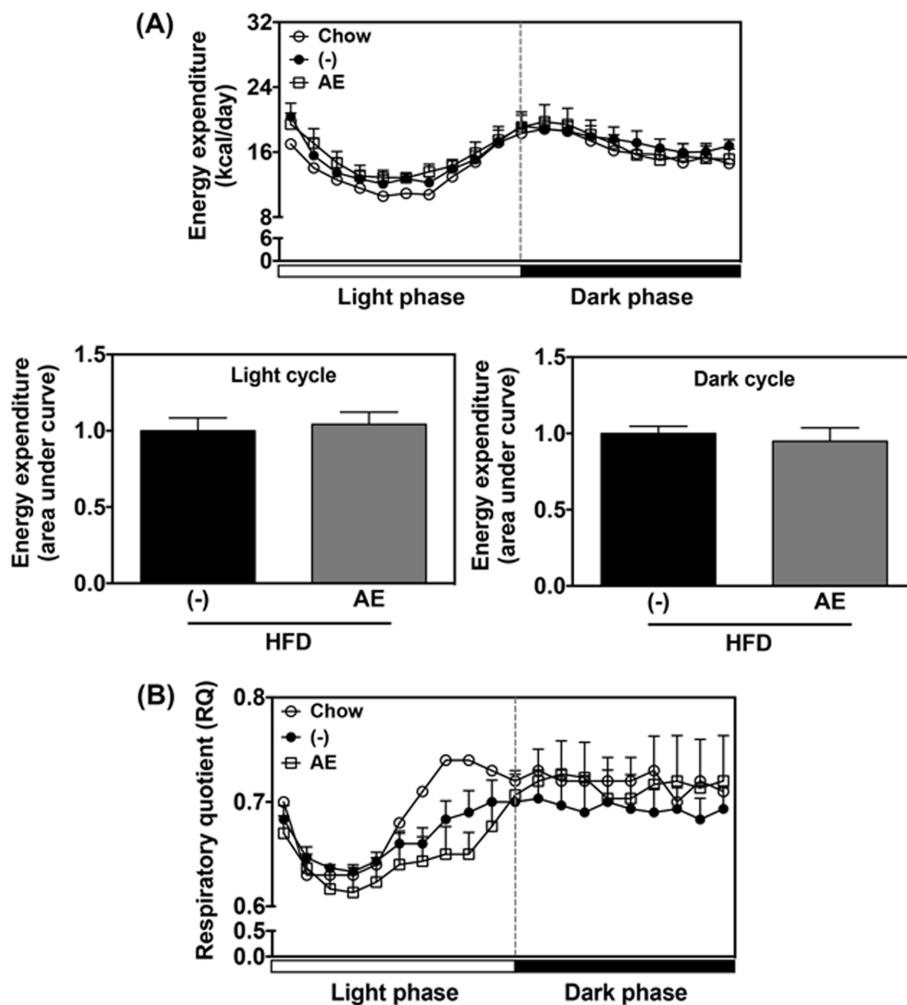 (A)
Energy expenditure
(kcal/day)
32
24
16
8
6
0
Chow
(-)
AE
Light phase
Dark phase
Energy expenditure
(area under curve)
1.5
1.0
0.5
0.0
Light cycle
(-)
AE
HFD
Energy expenditure
(area under curve)
1.5
1.0
0.5
0.0
Dark cycle
(-)
AE
HFD
(B)
Respiratory quotient (RQ)
0.8
0.7
0.6
0.5
0.0
Chow
(-)
AE
Light phase
Dark phase